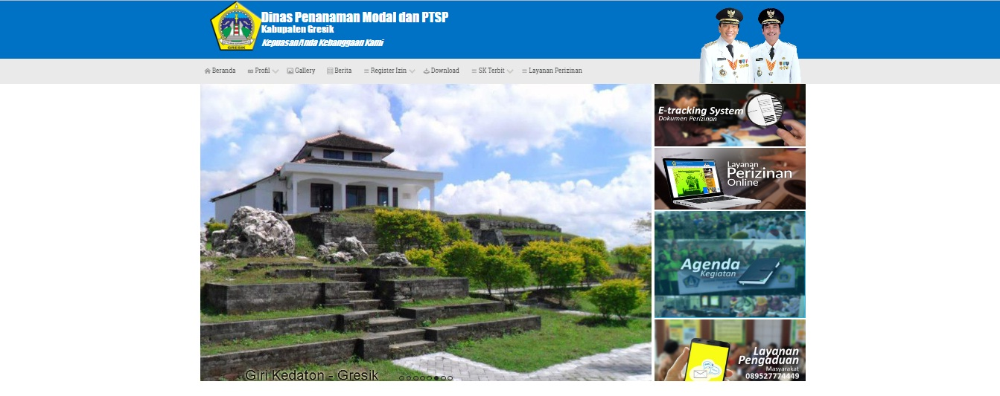 Dinas Penanaman Modal dan PTSP
Kabupaten Gresik
Kepuasan Anda Kebanggaan Kami
GRESIK
Beranda Profil Gallery Berita Register Izin Download SK Terbit Layanan Perizinan
E-tracking System
Dokumen Perizinan
Layanan
Perizinan
Online
Agenda
Kegiatan
Layanan
Pengaduan
Masyarakat
089527774449
Giri Kedaton - Gresik